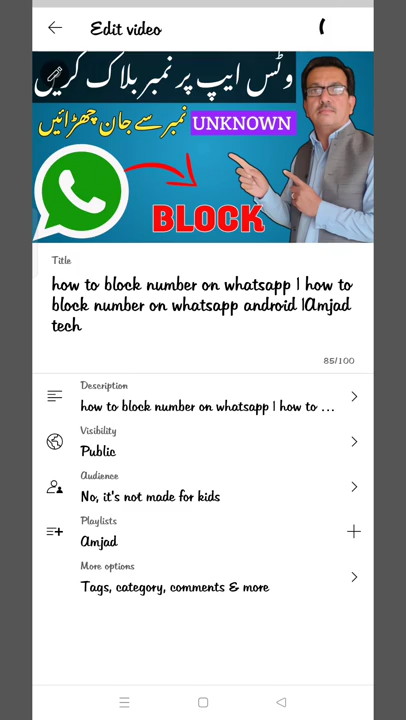 Edit video
وٹس ایپ پر نمبر بلاک کریں
UNKNOWN نمبر سے جان چھڑائیں
BLOCK
Title
how to block number on whatsapp | how to
block number on whatsapp android |Amjad
tech
85/100
Description
how to block number on whatsapp | how to ...
Visibility
Public
Audience
No, it's not made for kids
Playlists
Amjad
More options
Tags, category, comments & more